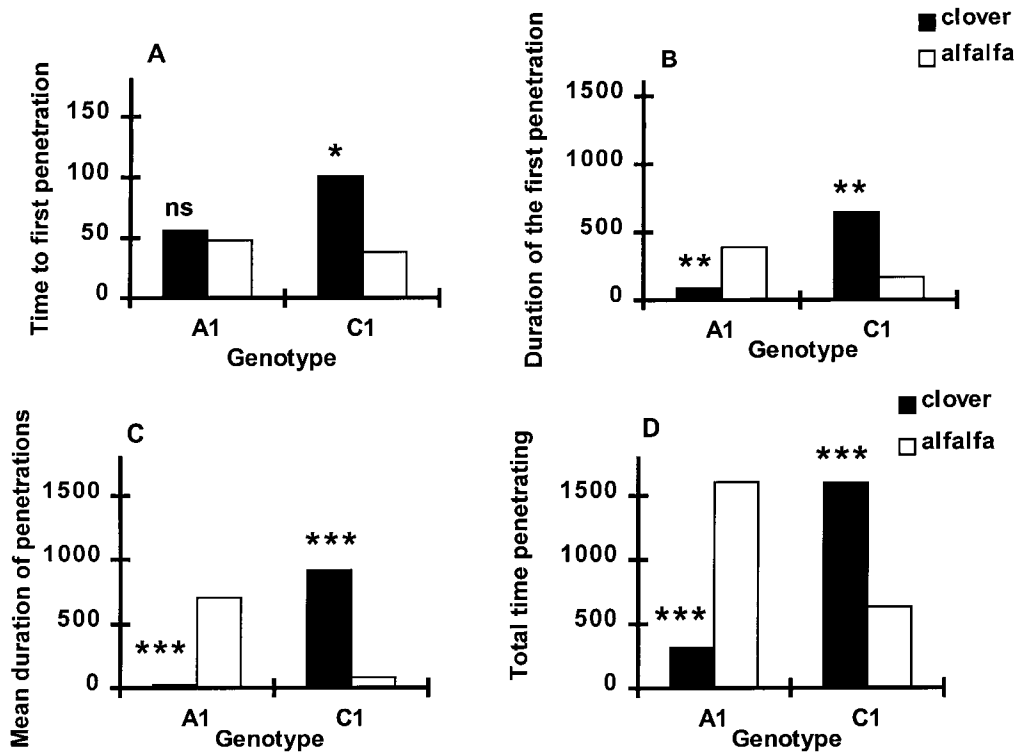 A
Time to first penetration
150
100
50
0
ns
*
A1
C1
Genotype
B
clover
alfalfa
Duration of the first penetration
1500
1000
500
0
**
**
A1
C1
Genotype
C
Mean duration of penetrations
1500
1000
500
0
***
***
A1
C1
Genotype
D
clover
alfalfa
Total time penetrating
1500
1000
500
0
***
***
A1
C1
Genotype